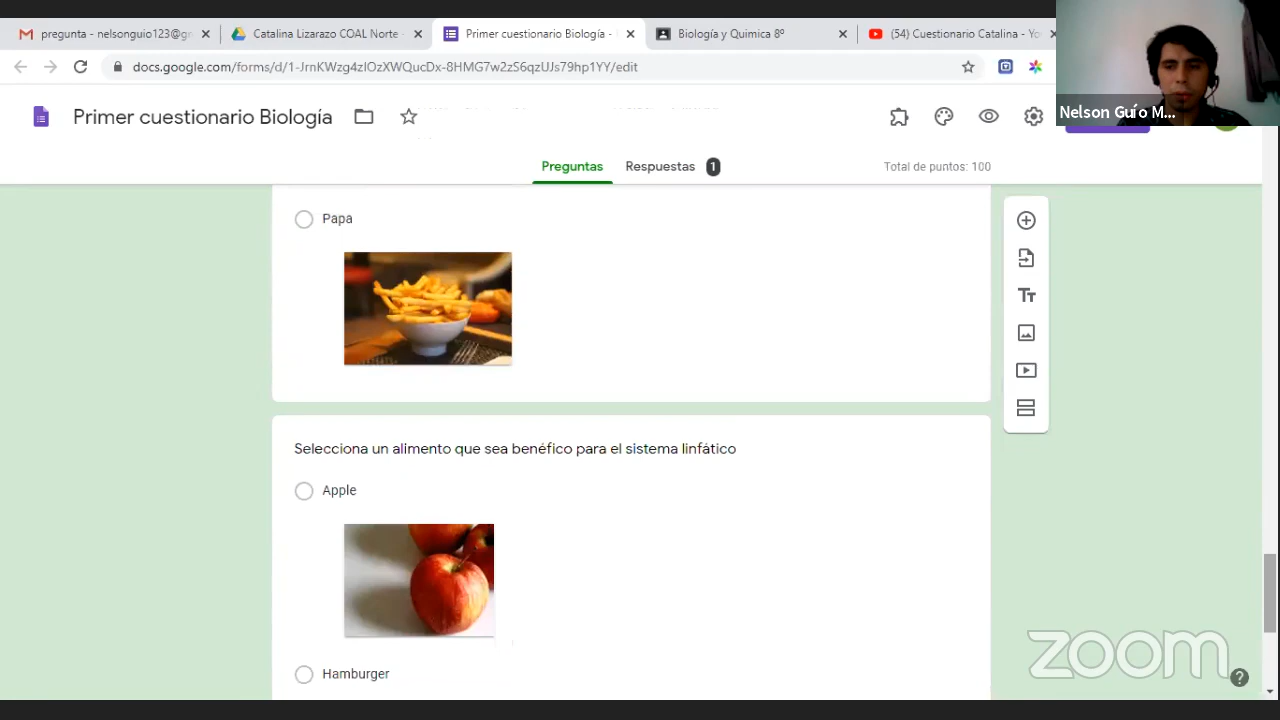 pregunta - nelsonguio123@g
Catalina Lizarazo COAL Norte
Primer cuestionario Biología -
Biología y Quimica 8º
(54) Cuestionario Catalina - Yo
docs.google.com/forms/d/1-JrnKWzg4zIOzXWQucDx-8HMG7w2zS6qzUJs79hp1YY/edit
Nelson Guío M...
Primer cuestionario Biología
Preguntas
Respuestas
1
Total de puntos: 100
Papa
Selecciona un alimento que sea benéfico para el sistema linfático
Apple
Hamburger
zoom